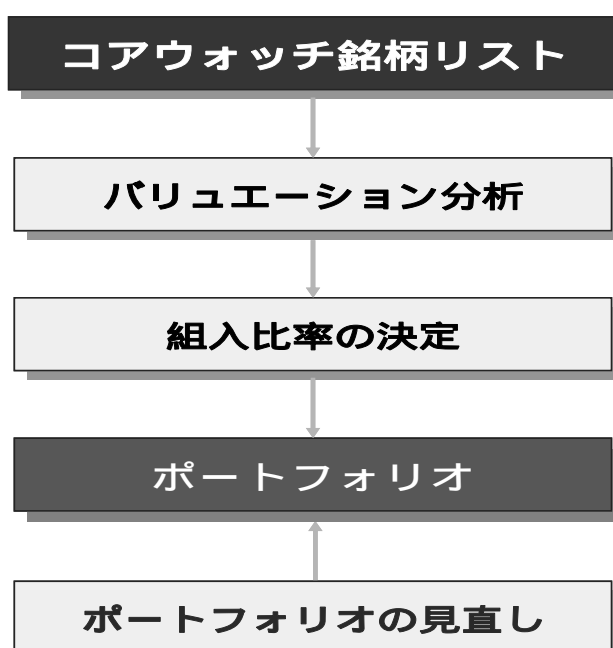 コアウォッチ銘柄リスト
バリュエーション分析
組入比率の決定
ポートフォリオ
ポートフォリオの見直し